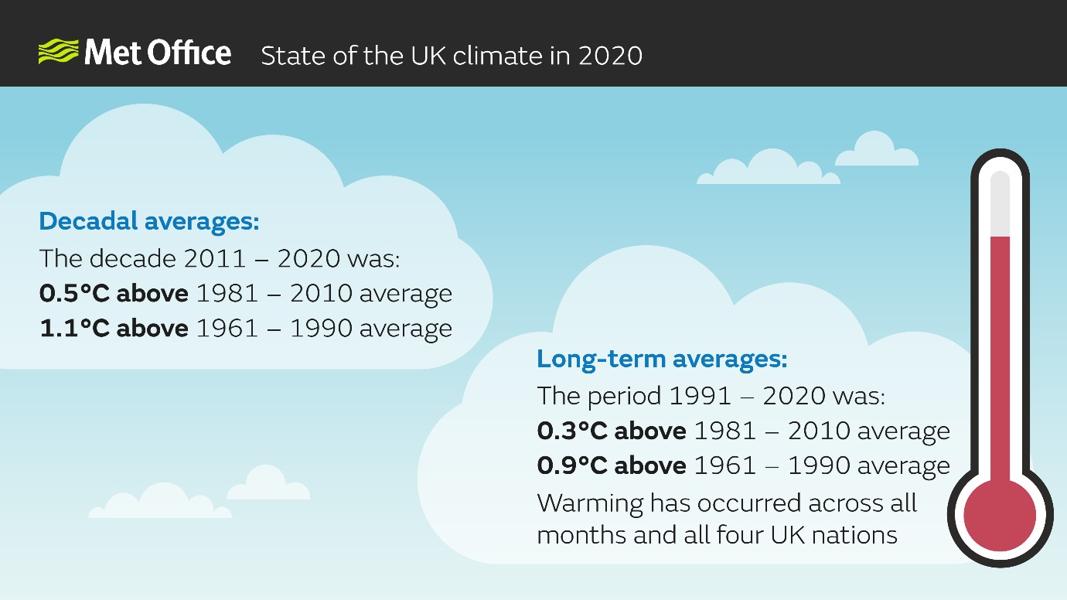 Met Office State of the UK climate in 2020
Decadal averages:
The decade 2011 – 2020 was:
0.5°C above 1981 – 2010 average
1.1°C above 1961 – 1990 average
Long-term averages:
The period 1991 – 2020 was:
0.3°C above 1981 – 2010 average
0.9°C above 1961 – 1990 average
Warming has occurred across all
months and all four UK nations